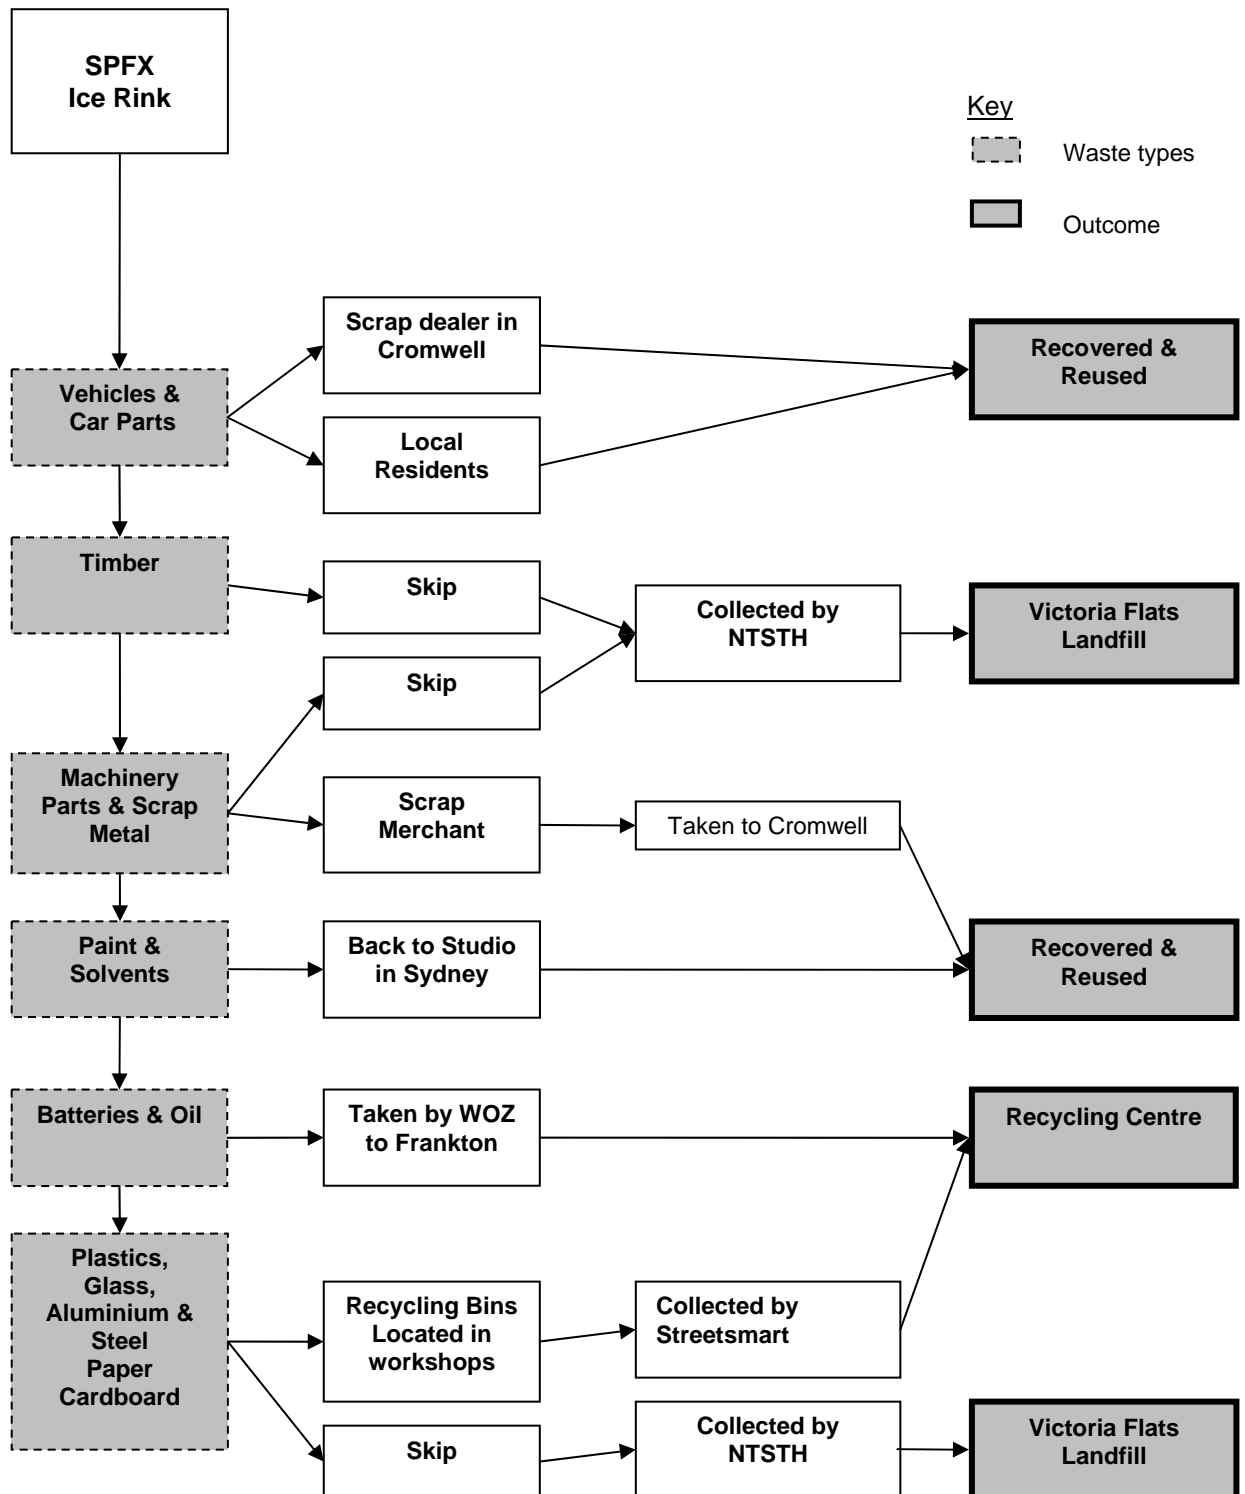 SPFX
Ice Rink
Key
Waste types
Outcome
Scrap dealer in
Cromwell
Recovered &
Reused
Vehicles &
Car Parts
Local
Residents
Timber
Skip
Collected by
NTSTH
Victoria Flats
Landfill
Skip
Machinery
Parts & Scrap
Metal
Scrap
Merchant
Taken to Cromwell
Paint &
Solvents
Back to Studio
in Sydney
Recovered &
Reused
Batteries & Oil
Taken by WOZ
to Frankton
Recycling Centre
Plastics,
Glass,
Aluminium &
Steel
Paper
Cardboard
Recycling Bins
Located in
workshops
Collected by
Streetsmart
Skip
Collected by
NTSTH
Victoria Flats
Landfill